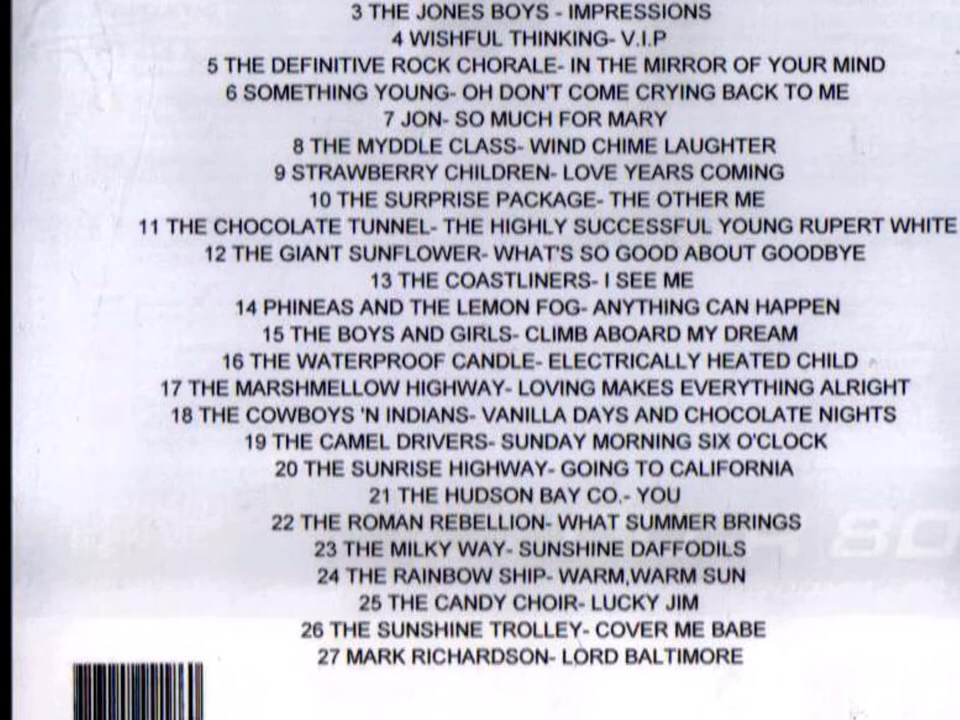 3 THE JONES BOYS - IMPRESSIONS
4 WISHFUL THINKING- V.I.P
5 THE DEFINITIVE ROCK CHORALE- IN THE MIRROR OF YOUR MIND
6 SOMETHING YOUNG- OH DON'T COME CRYING BACK TO ME
7 JON- SO MUCH FOR MARY
8 THE MYDDLE CLASS- WIND CHIME LAUGHTER
9 STRAWBERRY CHILDREN- LOVE YEARS COMING
10 THE SURPRISE PACKAGE- THE OTHER ME
11 THE CHOCOLATE TUNNEL- THE HIGHLY SUCCESSFUL YOUNG RUPERT WHITE
12 THE GIANT SUNFLOWER- WHAT'S SO GOOD ABOUT GOODBYE
13 THE COASTLINERS- I SEE ME
14 PHINEAS AND THE LEMON FOG- ANYTHING CAN HAPPEN
15 THE BOYS AND GIRLS- CLIMB ABOARD MY DREAM
16 THE WATERPROOF CANDLE- ELECTRICALLY HEATED CHILD
17 THE MARSHMELLOW HIGHWAY- LOVING MAKES EVERYTHING ALRIGHT
18 THE COWBOYS 'N INDIANS- VANILLA DAYS AND CHOCOLATE NIGHTS
19 THE CAMEL DRIVERS- SUNDAY MORNING SIX O'CLOCK
20 THE SUNRISE HIGHWAY- GOING TO CALIFORNIA
21 THE HUDSON BAY CO.- YOU
22 THE ROMAN REBELLION- WHAT SUMMER BRINGS
23 THE MILKY WAY- SUNSHINE DAFFODILS
24 THE RAINBOW SHIP- WARM,WARM SUN
25 THE CANDY CHOIR- LUCKY JIM
26 THE SUNSHINE TROLLEY- COVER ME BABE
27 MARK RICHARDSON- LORD BALTIMORE